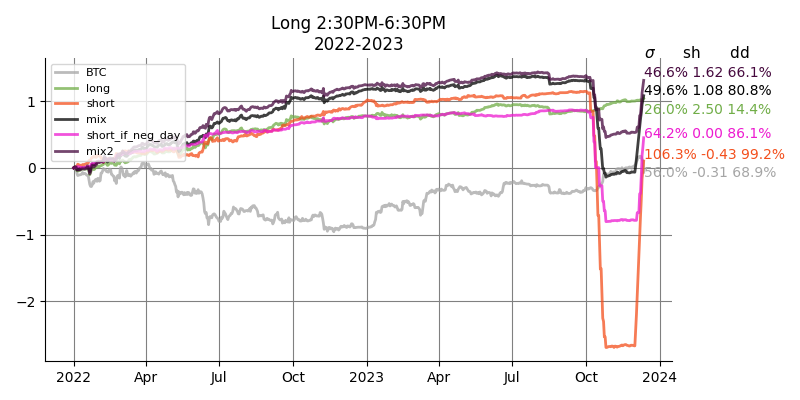 Long 2:30PM-6:30PM
2022-2023
σ sh dd
BTC
long
short
mix
short_if_neg_day
mix2
46.6% 1.62 66.1%
49.6% 1.08 80.8%
26.0% 2.50 14.4%
64.2% 0.00 86.1%
106.3% -0.43 99.2%
56.0% -0.31 68.9%
1
0
−1
−2
2022 Apr Jul Oct 2023 Apr Jul Oct 2024